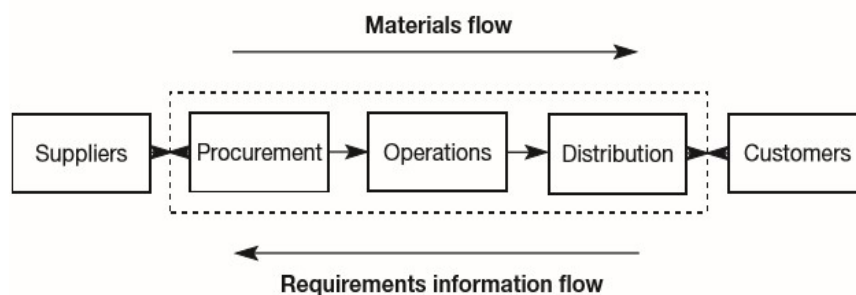 Materials flow
Suppliers
Procurement
Operations
Distribution
Customers
Requirements information flow